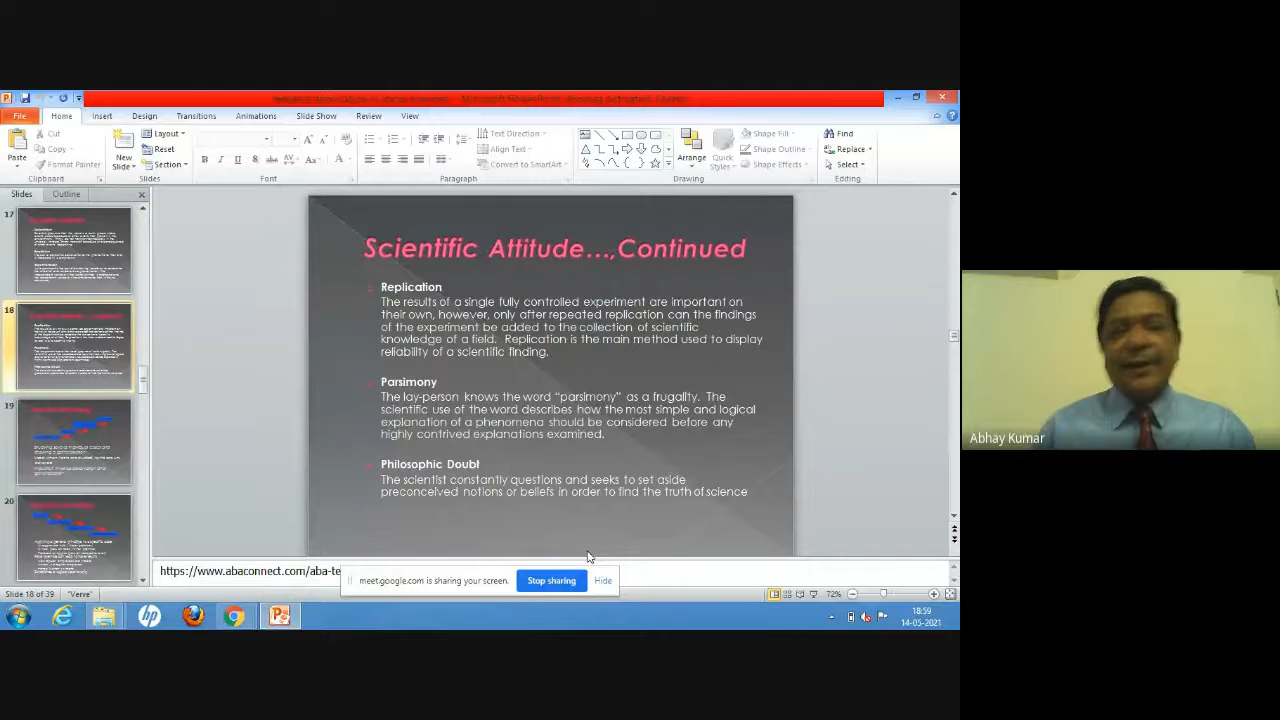 File Home Insert Design Transitions Animations Slide Show Review View
Cut Layout Text Direction Shape Fill Find
Copy Reset Align Text Shape Outline Replace
Paste Format Painter New Slide Section Convert to SmartArt Arrange Quick Styles Shape Effects Select
Clipboard Slides Font Paragraph Drawing Editing
Slides Outline
17
18
19
20
Scientific Attitude...,Continued
Replication
The results of a single fully controlled experiment are important on
their own, however, only after repeated replication can the findings
of the experiment be added to the collection of scientific
knowledge of a field. Replication is the main method used to display
reliability of a scientific finding.
Parsimony
The lay-person knows the word “parsimony” as a frugality. The
scientific use of the word describes how the most simple and logical
explanation of a phenomena should be considered before any
highly contrived explanations examined.
Philosophic Doubt
The scientist constantly questions and seeks to set aside
preconceived notions or beliefs in order to find the truth of science
Abhay Kumar
https://www.abaconnect.com/aba-te
meet.google.com is sharing your screen. Stop sharing Hide
Slide 18 of 39 "Verve" 72%
hp
18:59
14-05-2021